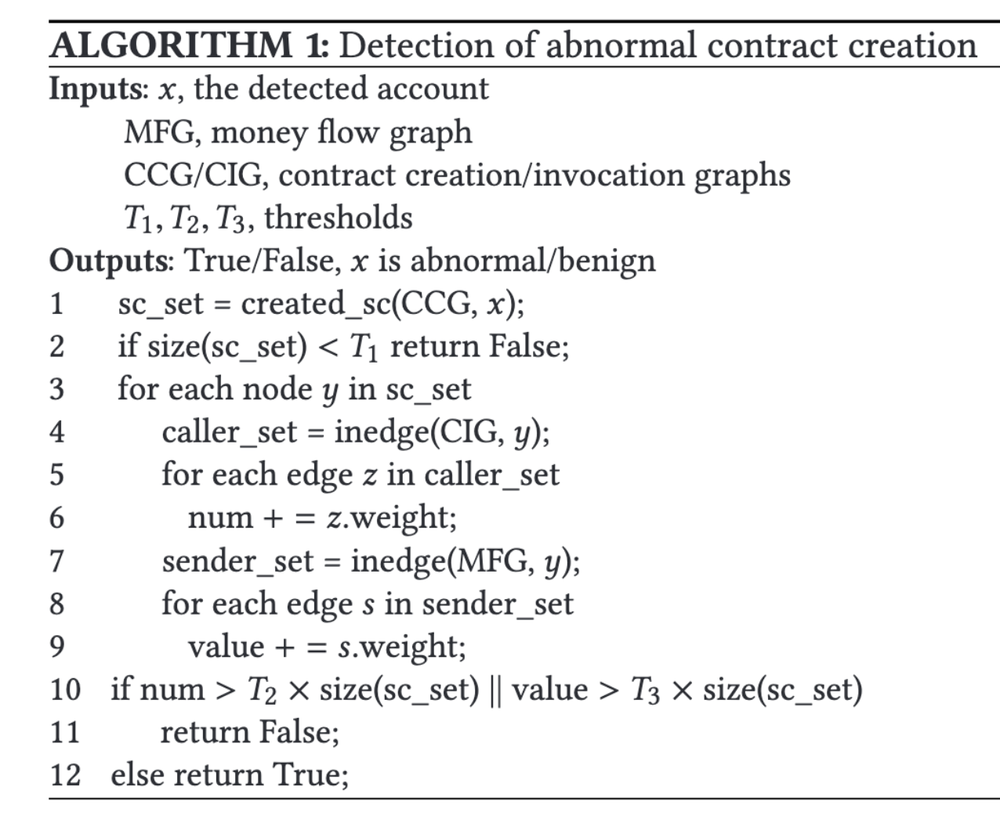 ALGORITHM 1: Detection of abnormal contract creation
Inputs: x, the detected account
MFG, money flow graph
CCG/CIG, contract creation/invocation graphs
T₁, T₂, T₃, thresholds
Outputs: True/False, x is abnormal/benign
1 sc_set = created_sc(CCG, x);
2 if size(sc_set) < T₁ return False;
3 for each node y in sc_set
4 caller_set = inedge(CIG, y);
5 for each edge z in caller_set
6 num + = z.weight;
7 sender_set = inedge(MFG, y);
8 for each edge s in sender_set
9 value + = s.weight;
10 if num > T₂ × size(sc_set) || value > T₃ × size(sc_set)
11 return False;
12 else return True;